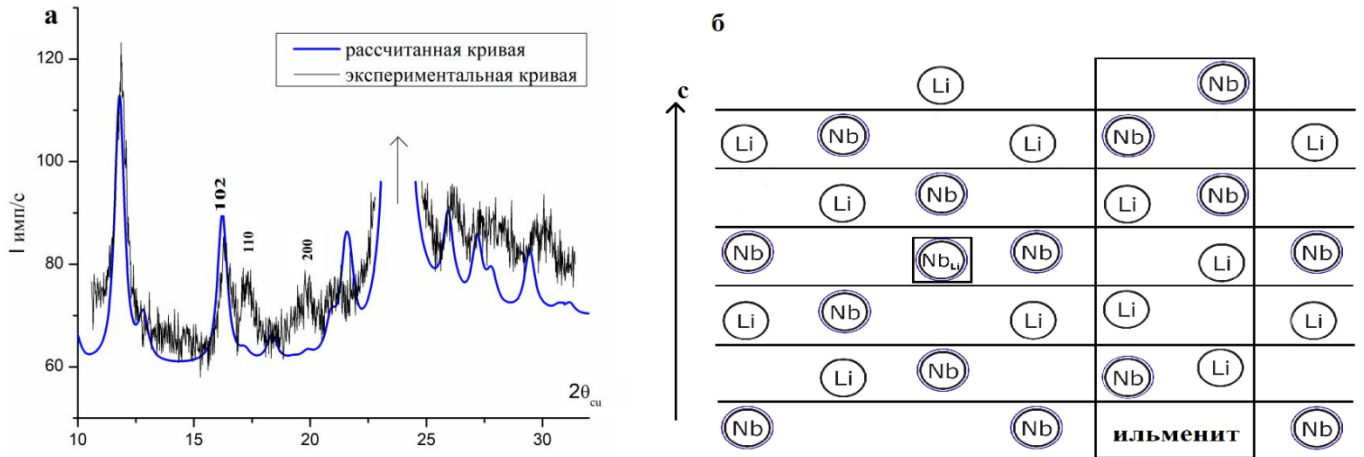 а
I имп/с
120
100
80
60
10
15
20
25
30
2θcu
рассчитанная кривая
экспериментальная кривая
102
110
200
б
c
Li Nb
Li Nb Li Nb Li
Li Nb Li Nb
Nb NbLi Nb Li Nb
Li Nb Li Li Li
Li Nb Nb Li
Nb Nb ильменит Nb